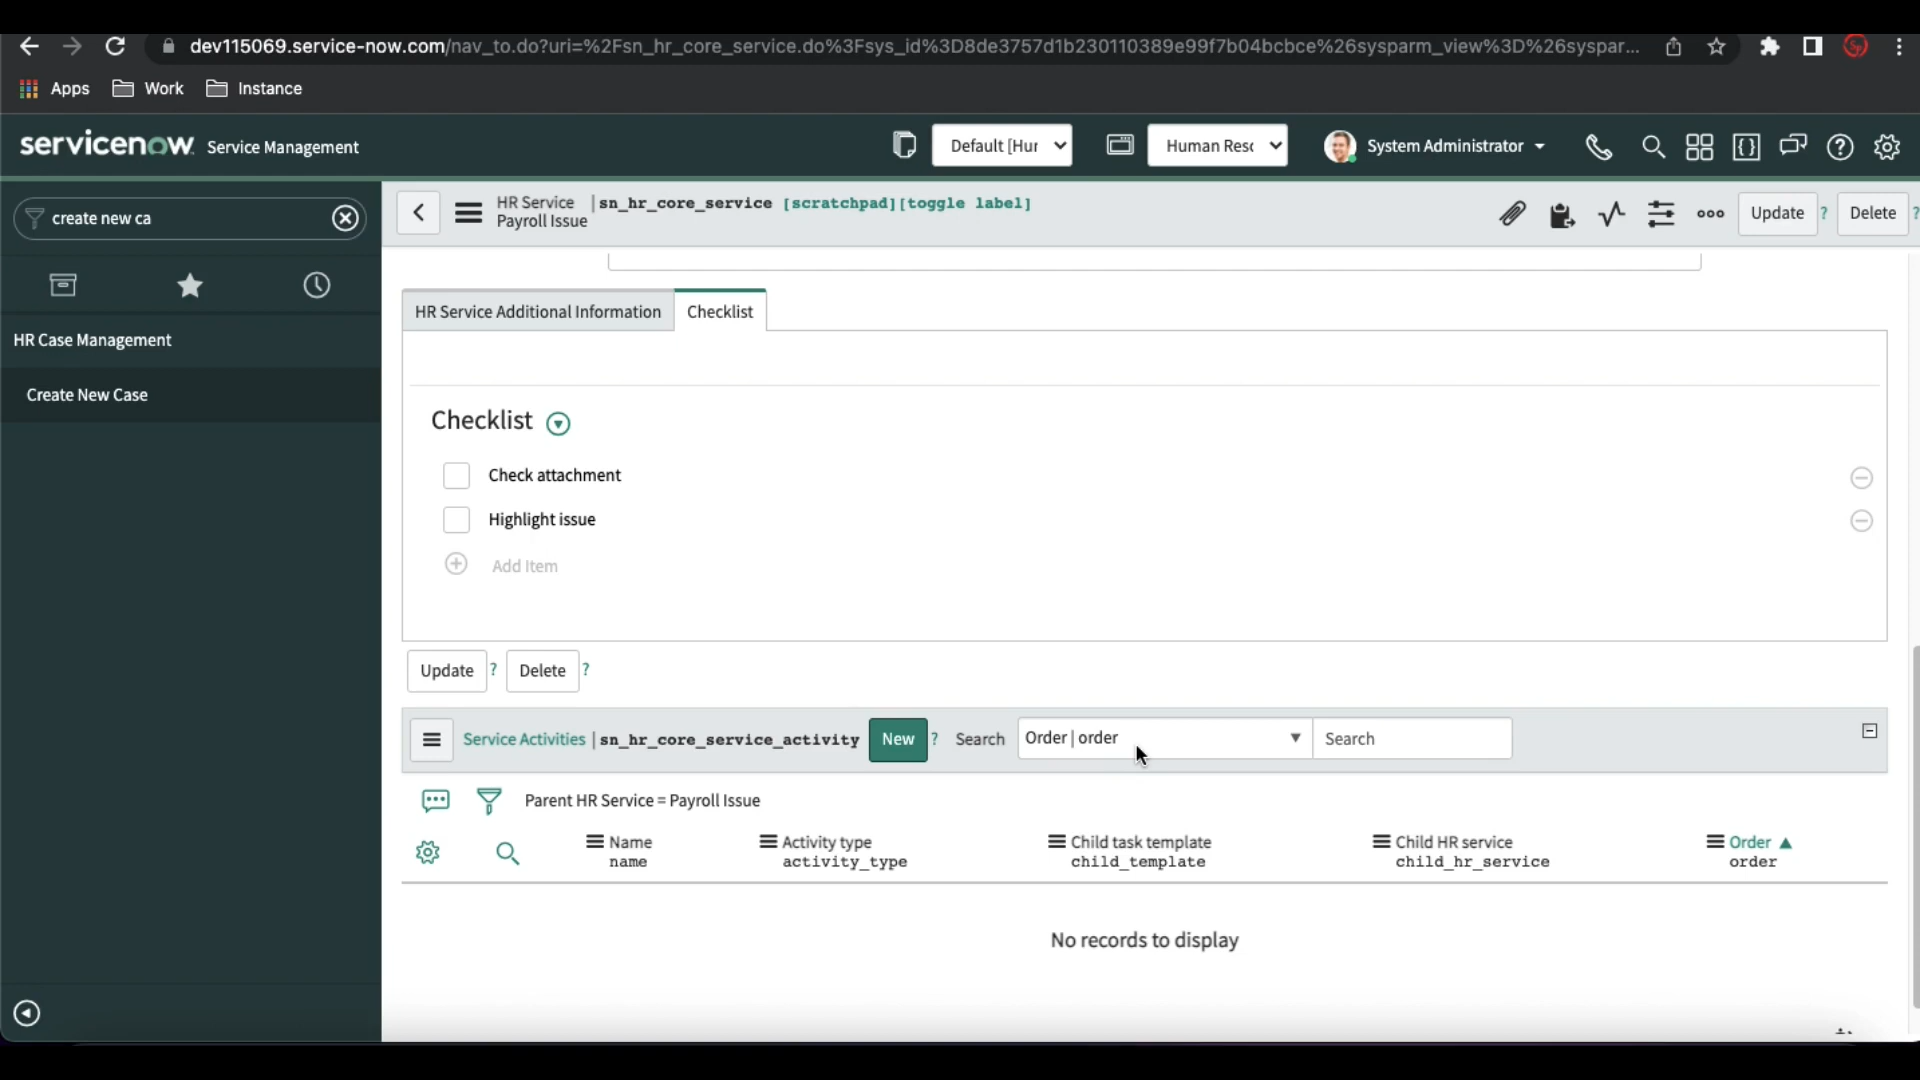 dev115069.service-now.com/nav_to.do?uri=%2Fsn_hr_core_service.do%3Fsys_id%3D8de3757d1b230110389e99f7b04bcbce%26sysparm_view%3D%26syspar...
Apps Work Instance
servicenow Service Management Default [Hur Human Resc System Administrator
create new ca
HR Service | sn_hr_core_service [scratchpad][toggle label]
Payroll Issue
Update ? Delete ?
HR Case Management
Create New Case
HR Service Additional Information Checklist
Checklist
Check attachment
Highlight issue
Add Item
Update ? Delete ?
Service Activities | sn_hr_core_service_activity New ? Search Order | order Search
Parent HR Service = Payroll Issue
Name Activity type Child task template Child HR service Order ▲
name activity_type child_template child_hr_service order
No records to display